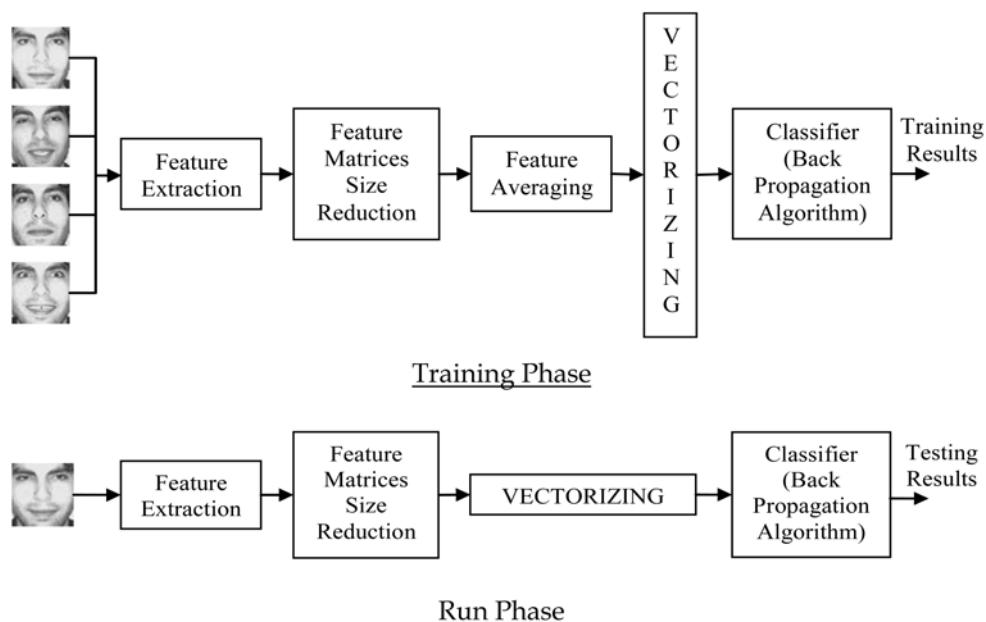 Feature
Extraction
Feature
Matrices
Size
Reduction
Feature
Averaging
V
E
C
T
O
R
I
Z
I
N
G
Classifier
(Back
Propagation
Algorithm)
Training
Results
Training Phase
Feature
Extraction
Feature
Matrices
Size
Reduction
VECTORIZING
Classifier
(Back
Propagation
Algorithm)
Testing
Results
Run Phase